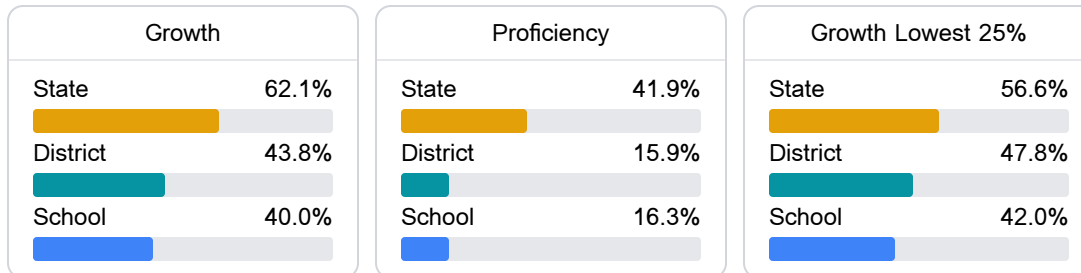 Growth
State 62.1%
District 43.8%
School 40.0%
Proficiency
State 41.9%
District 15.9%
School 16.3%
Growth Lowest 25%
State 56.6%
District 47.8%
School 42.0%